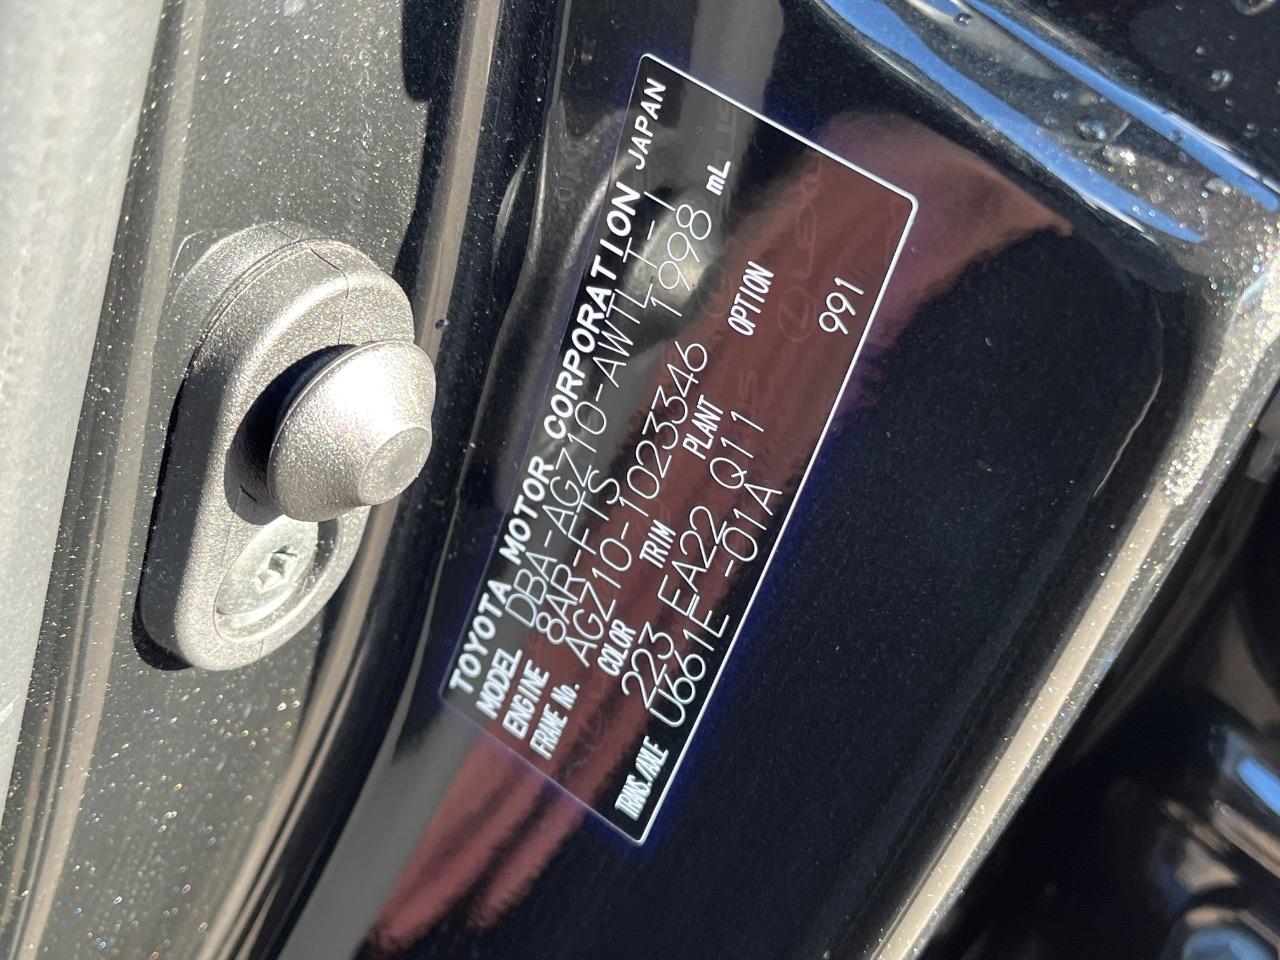 TOYOTA MOTOR CORPORATION JAPAN
MODEL DBA-AGZ10-AWTLT-I
ENGINE 8AR-FTS 1998 mL
FRAME No. AGZ10-1023346
COLOR TRIM PLANT OPTION
223 EA22 Q11 991
TRANS./AXLE U661E -01A